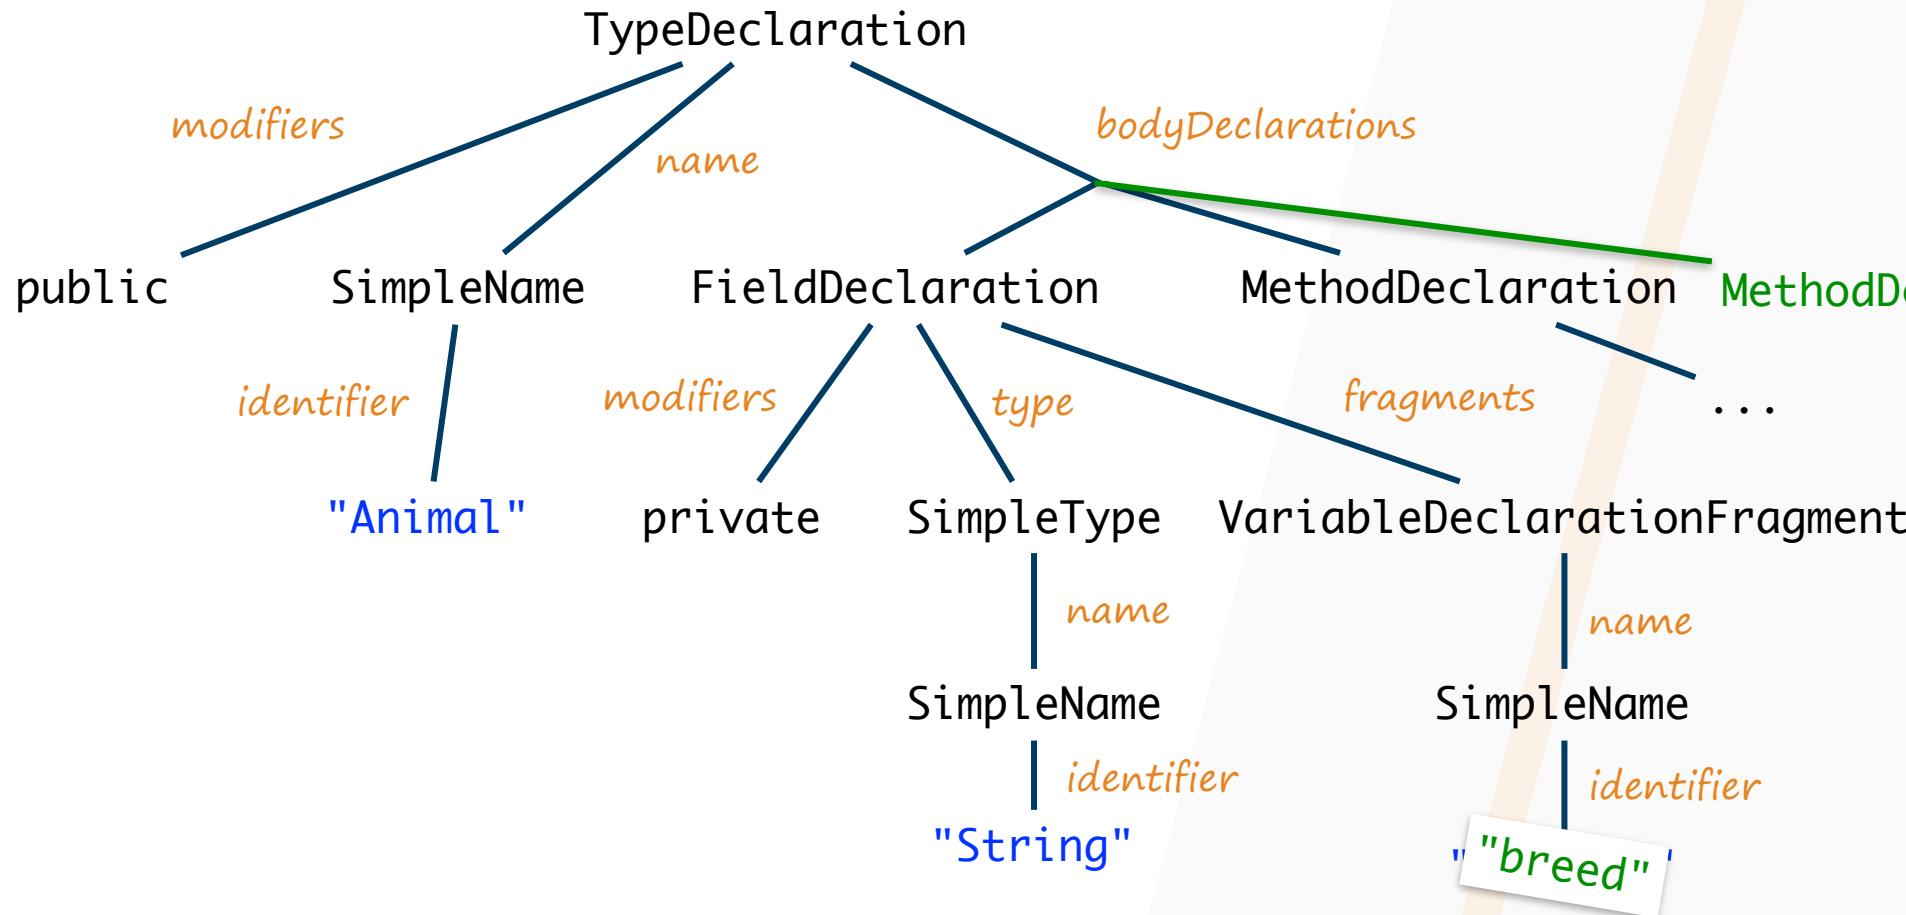 TypeDeclaration
modifiers
name
bodyDeclarations
public
SimpleName
FieldDeclaration
MethodDeclaration
MethodD
identifier
modifiers
type
fragments
...
"Animal"
private
SimpleType
VariableDeclarationFragment
name
name
SimpleName
SimpleName
identifier
identifier
"String"
"breed"